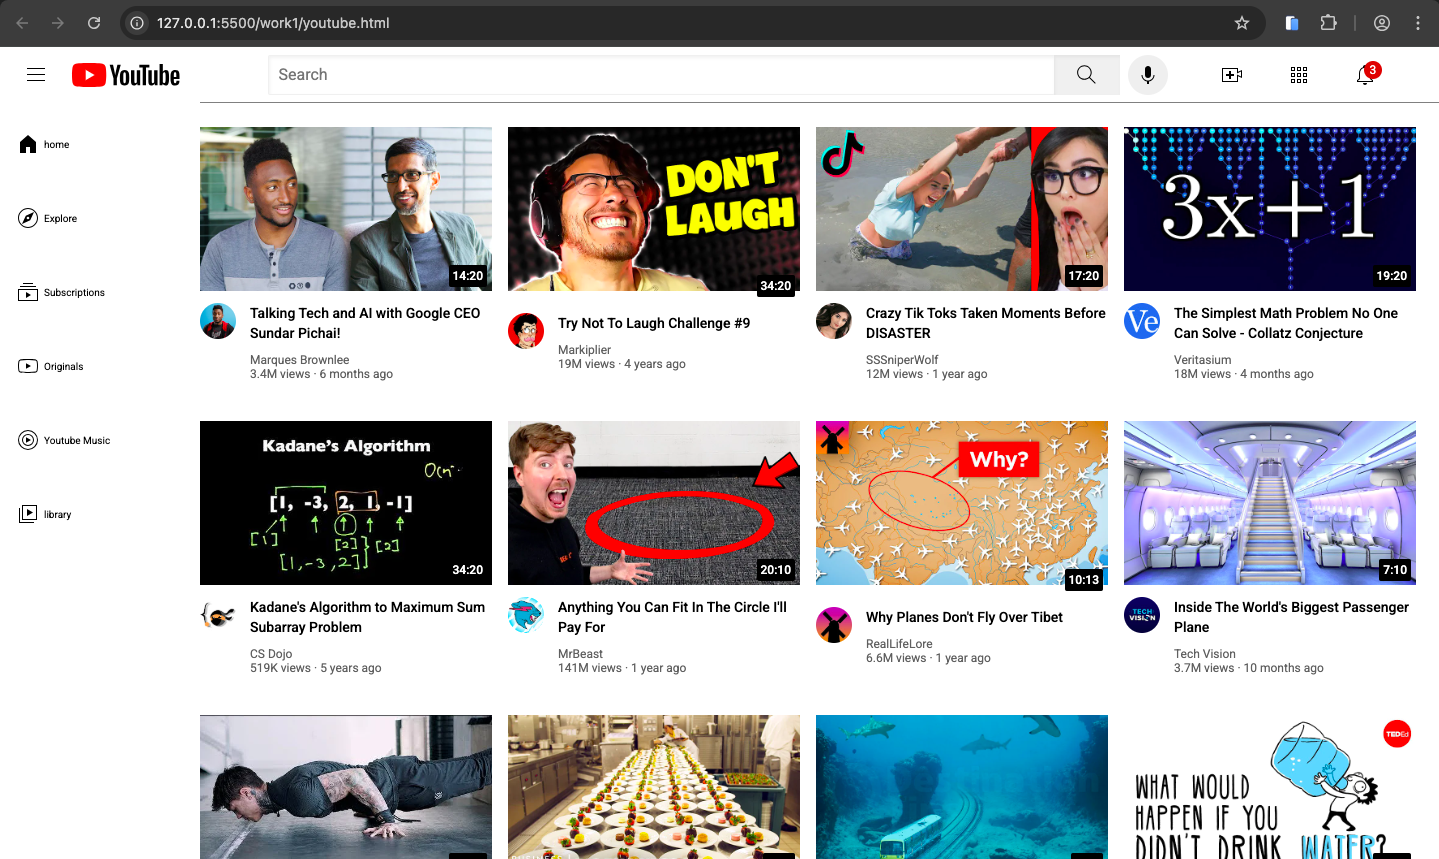 127.0.0.1:5500/work1/youtube.html
YouTube
Search
3
home
Explore
Subscriptions
Originals
Youtube Music
library
14:20
Talking Tech and AI with Google CEO
Sundar Pichai!
Marques Brownlee
3.4M views · 6 months ago
DON'T
LAUGH
34:20
Try Not To Laugh Challenge #9
Markiplier
19M views · 4 years ago
17:20
Crazy Tik Toks Taken Moments Before
DISASTER
SSSniperWolf
12M views · 1 year ago
3x+1
19:20
Ve
The Simplest Math Problem No One
Can Solve - Collatz Conjecture
Veritasium
18M views · 4 months ago
Kadane's Algorithm
O(n
[1, -3, 2, 1, -1]
[1]
[2]
[2]
[1, -3, 2]
34:20
Kadane's Algorithm to Maximum Sum
Subarray Problem
CS Dojo
519K views · 5 years ago
20:10
Anything You Can Fit In The Circle I'll
Pay For
MrBeast
141M views · 1 year ago
Why?
10:13
Why Planes Don't Fly Over Tibet
RealLifeLore
6.6M views · 1 year ago
7:10
TECH
VISION
Inside The World's Biggest Passenger
Plane
Tech Vision
3.7M views · 10 months ago
TEDEd
WHAT WOULD
HAPPEN IF YOU
DIDN'T DRINK WATER?